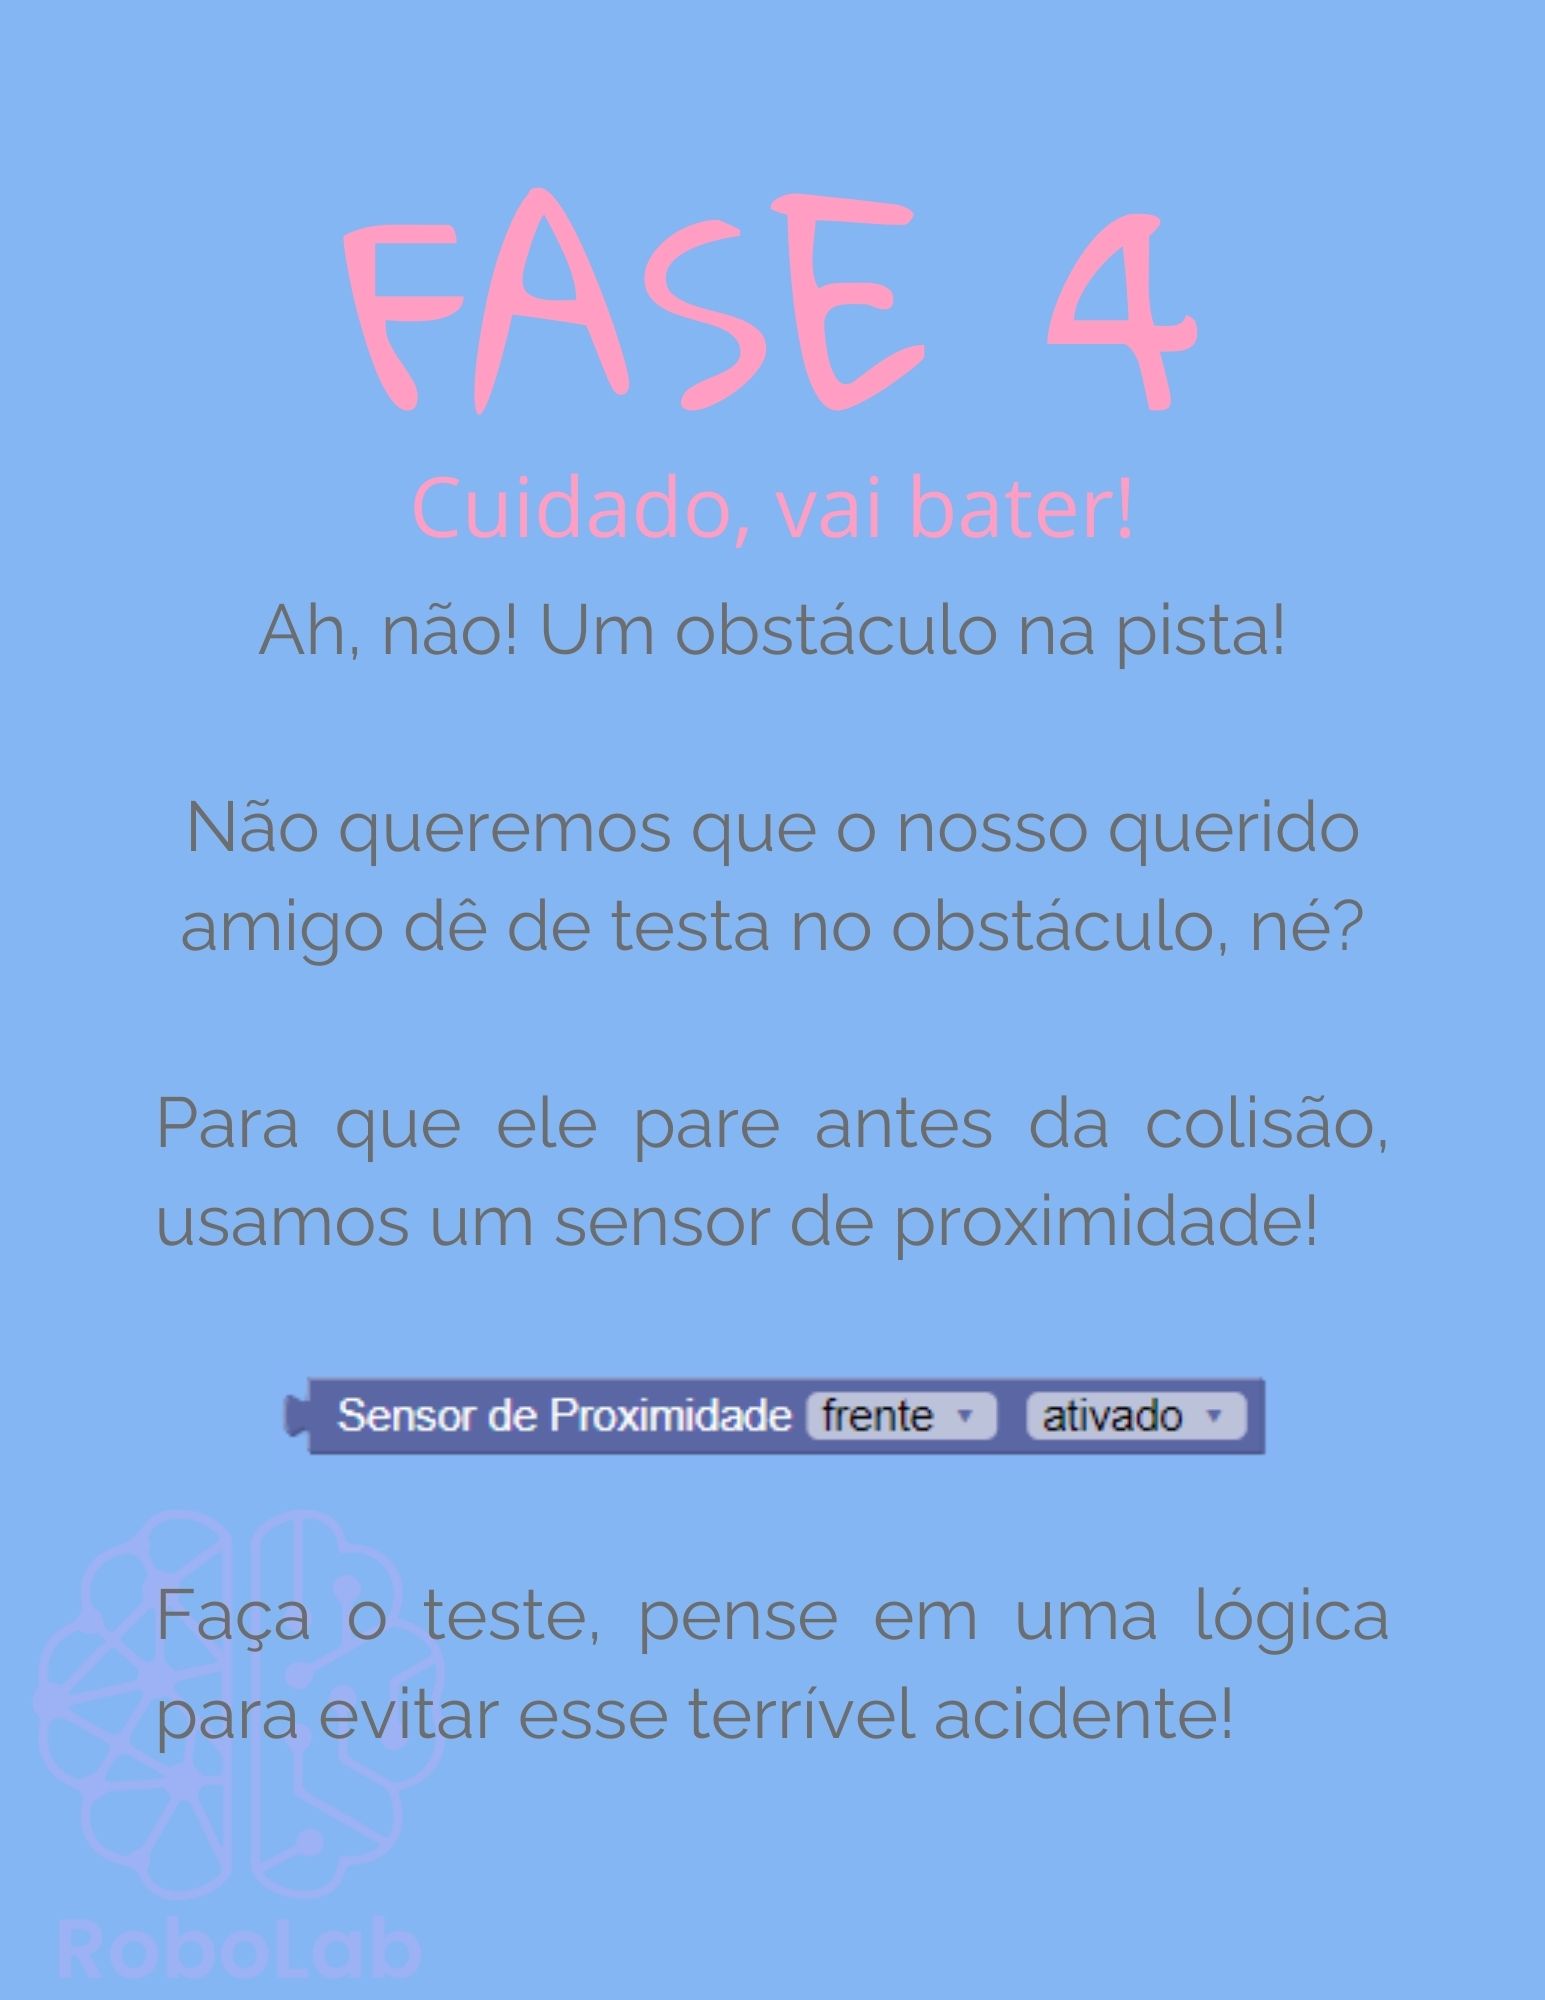 FASE 4
Cuidado, vai bater!
Ah, não! Um obstáculo na pista!
Não queremos que o nosso querido
amigo dê de testa no obstáculo, né?
Para que ele pare antes da colisão,
usamos um sensor de proximidade!
Sensor de Proximidade frente ativado
Faça o teste, pense em uma lógica
para evitar esse terrível acidente!
RoboLab